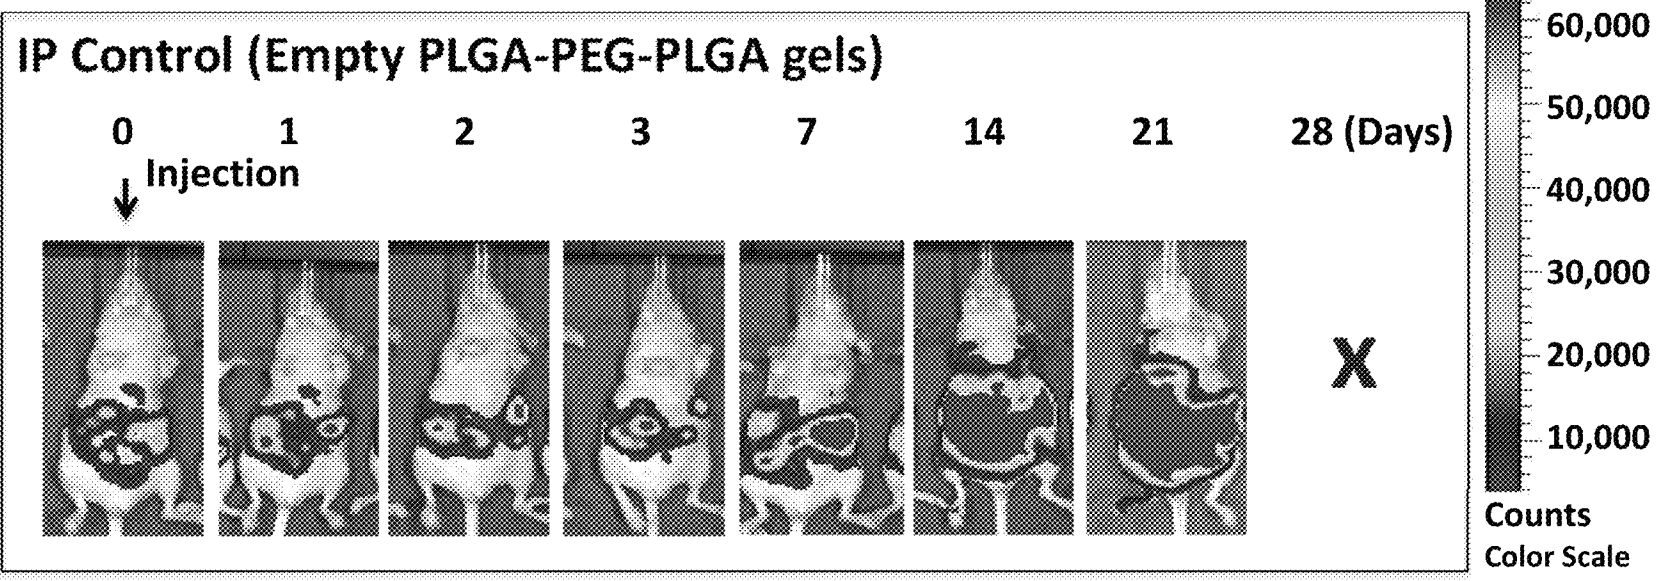 IP Control (Empty PLGA-PEG-PLGA gels)
0 1 2 3 7 14 21 28 (Days)
Injection
X
60,000
50,000
40,000
30,000
20,000
10,000
Counts
Color Scale